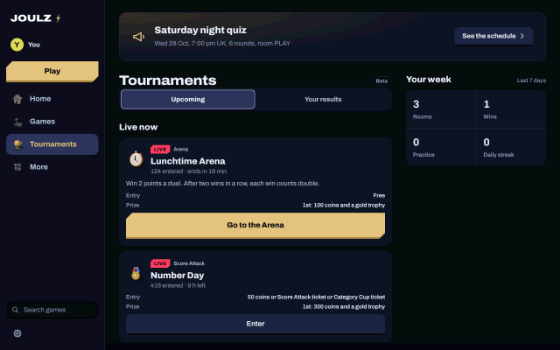 JOULZ
Y You
Play
Home
Games
Tournaments
More
Search games
Saturday night quiz
Wed 28 Oct, 7:00 pm UK, 6 rounds, room PLAY
See the schedule
Tournaments
Beta
Upcoming
Your results
Live now
LIVE Arena
Lunchtime Arena
124 entered · ends in 18 min
Win 2 points a duel. After two wins in a row, each win counts double.
Entry Free
Prize 1st: 100 coins and a gold trophy
Go to the Arena
LIVE Score Attack
Number Day
418 entered · 9 h left
Entry 50 coins or Score Attack ticket or Category Cup ticket
Prize 1st: 300 coins and a gold trophy
Enter
Your week
Last 7 days
3 Rooms
1 Wins
0 Practice
0 Daily streak